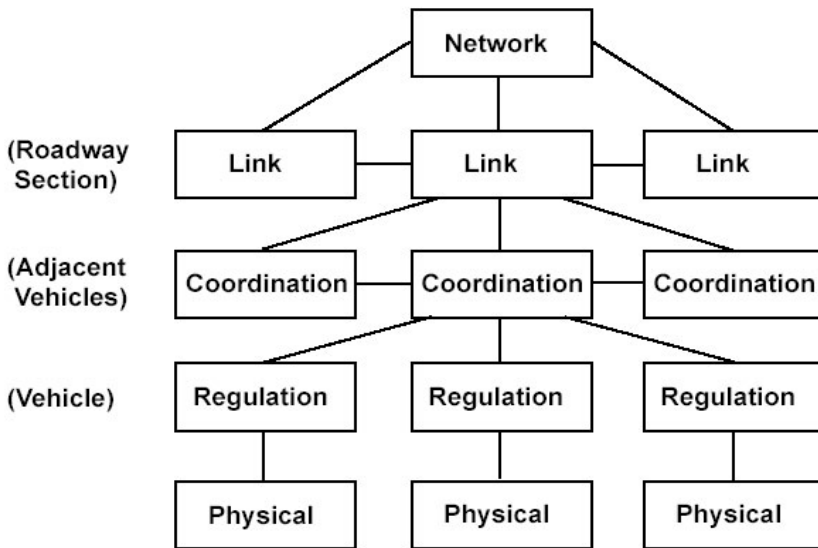 Network
(Roadway
Section)
Link
Link
Link
(Adjacent
Vehicles)
Coordination
Coordination
Coordination
(Vehicle)
Regulation
Regulation
Regulation
Physical
Physical
Physical